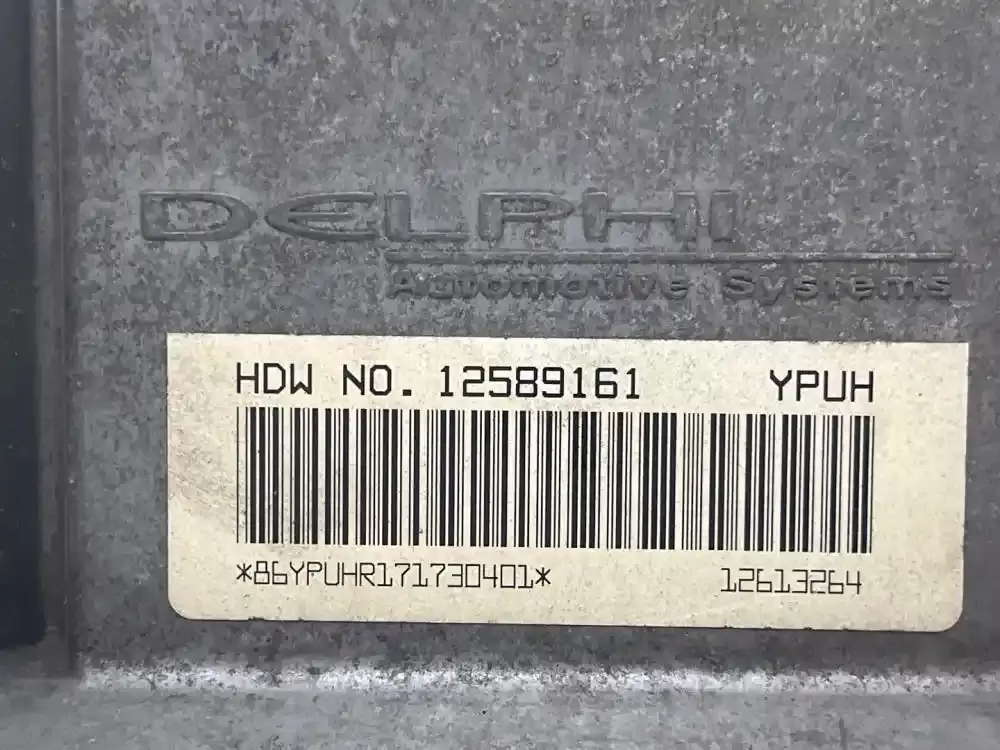 DELPHI
Automotive Systems
HDW NO. 12589161 YPUH
*86YPUHR171730401* 12613264